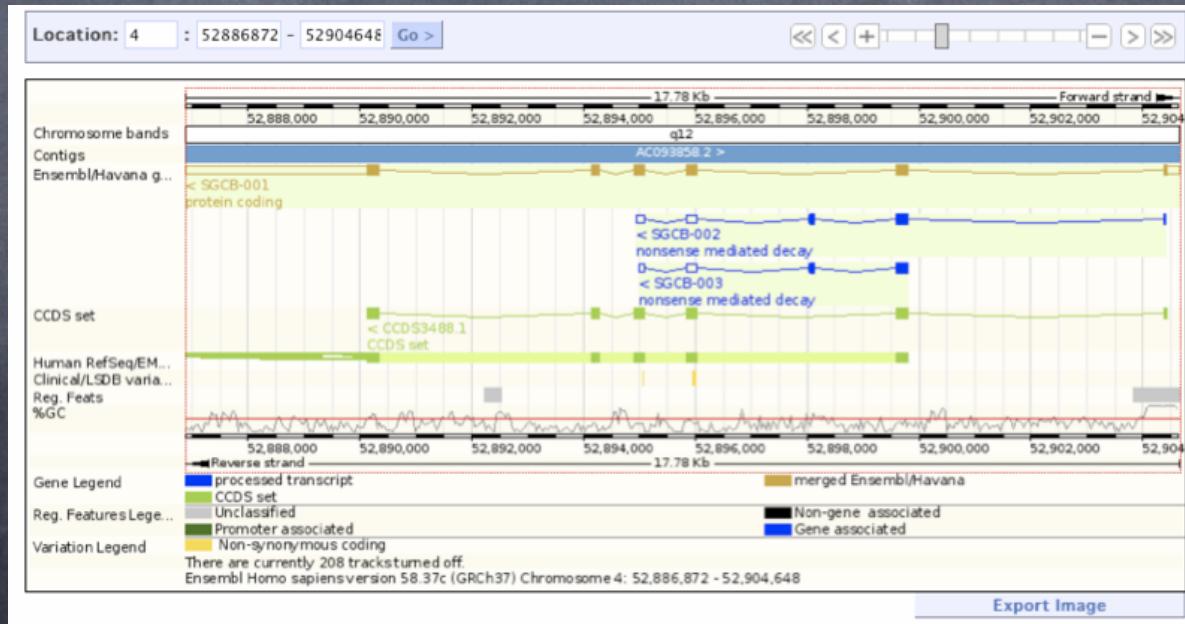 Location: 4 : 52886872 - 52904648 Go >
17.78 Kb Forward strand
52,888,000 52,890,000 52,892,000 52,894,000 52,896,000 52,898,000 52,900,000 52,902,000 52,904
Chromosome bands q12
Contigs AC093858.2 >
Ensembl/Havana g...
< SGCB-001
protein coding
< SGCB-002
nonsense mediated decay
< SGCB-003
nonsense mediated decay
CCDS set
< CCDS3488.1
CCDS set
Human RefSeq/EM...
Clinical/LSDB varia...
Reg. Feats
%GC
52,888,000 52,890,000 52,892,000 52,894,000 52,896,000 52,898,000 52,900,000 52,902,000 52,904
Reverse strand 17.78 Kb
Gene Legend processed transcript merged Ensembl/Havana
CCDS set
Reg. Features Lege... Unclassified Non-gene associated
Promoter associated Gene associated
Variation Legend Non-synonymous coding
There are currently 208 tracks turned off.
Ensembl Homo sapiens version 58.37c (GRCh37) Chromosome 4: 52,886,872 - 52,904,648
Export Image